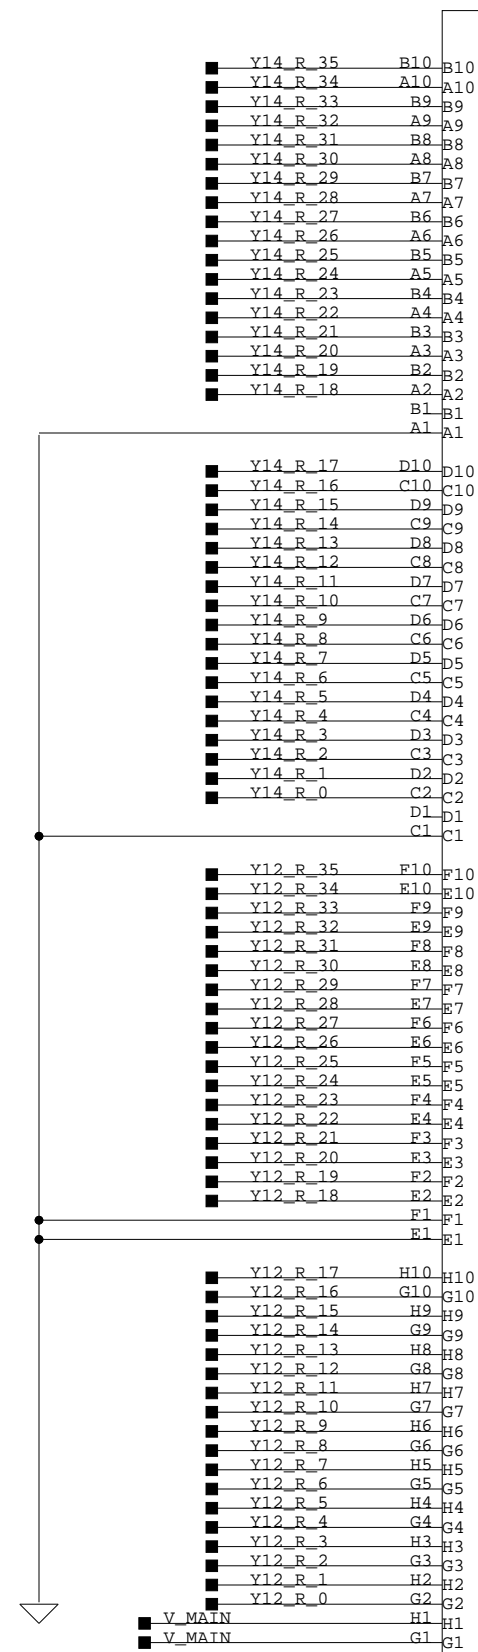 Y14_R_35 B10 B10
Y14_R_34 A10 A10
Y14_R_33 B9 B9
Y14_R_32 A9 A9
Y14_R_31 B8 B8
Y14_R_30 A8 A8
Y14_R_29 B7 B7
Y14_R_28 A7 A7
Y14_R_27 B6 B6
Y14_R_26 A6 A6
Y14_R_25 B5 B5
Y14_R_24 A5 A5
Y14_R_23 B4 B4
Y14_R_22 A4 A4
Y14_R_21 B3 B3
Y14_R_20 A3 A3
Y14_R_19 B2 B2
Y14_R_18 A2 A2
B1 B1
A1 A1
Y14_R_17 D10 D10
Y14_R_16 C10 C10
Y14_R_15 D9 D9
Y14_R_14 C9 C9
Y14_R_13 D8 D8
Y14_R_12 C8 C8
Y14_R_11 D7 D7
Y14_R_10 C7 C7
Y14_R_9 D6 D6
Y14_R_8 C6 C6
Y14_R_7 D5 D5
Y14_R_6 C5 C5
Y14_R_5 D4 D4
Y14_R_4 C4 C4
Y14_R_3 D3 D3
Y14_R_2 C3 C3
Y14_R_1 D2 D2
Y14_R_0 C2 C2
D1 D1
C1 C1
Y12_R_35 F10 F10
Y12_R_34 E10 E10
Y12_R_33 F9 F9
Y12_R_32 E9 E9
Y12_R_31 F8 F8
Y12_R_30 E8 E8
Y12_R_29 F7 F7
Y12_R_28 E7 E7
Y12_R_27 F6 F6
Y12_R_26 E6 E6
Y12_R_25 F5 F5
Y12_R_24 E5 E5
Y12_R_23 F4 F4
Y12_R_22 E4 E4
Y12_R_21 F3 F3
Y12_R_20 E3 E3
Y12_R_19 F2 F2
Y12_R_18 E2 E2
F1 F1
E1 E1
Y12_R_17 H10 H10
Y12_R_16 G10 G10
Y12_R_15 H9 H9
Y12_R_14 G9 G9
Y12_R_13 H8 H8
Y12_R_12 G8 G8
Y12_R_11 H7 H7
Y12_R_10 G7 G7
Y12_R_9 H6 H6
Y12_R_8 G6 G6
Y12_R_7 H5 H5
Y12_R_6 G5 G5
Y12_R_5 H4 H4
Y12_R_4 G4 G4
Y12_R_3 H3 H3
Y12_R_2 G3 G3
Y12_R_1 H2 H2
Y12_R_0 G2 G2
V_MAIN H1 H1
V_MAIN G1 G1